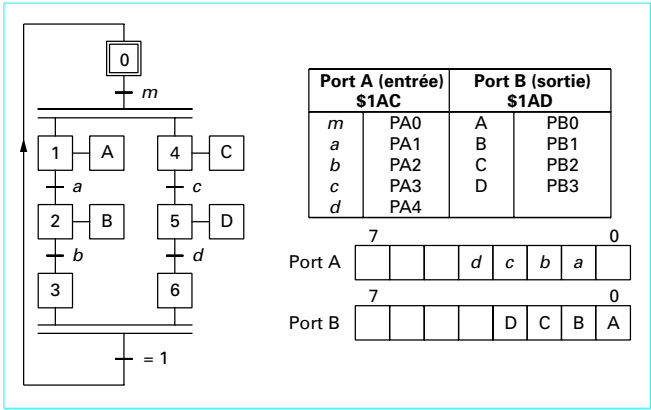 0
m
1 A 4 C
a c
2 B 5 D
b d
3 6
= 1
Port A (entrée) Port B (sortie)
$1AC $1AD
m PA0 A PB0
a PA1 B PB1
b PA2 C PB2
c PA3 D PB3
d PA4
7 0
Port A d c b a
7 0
Port B D C B A